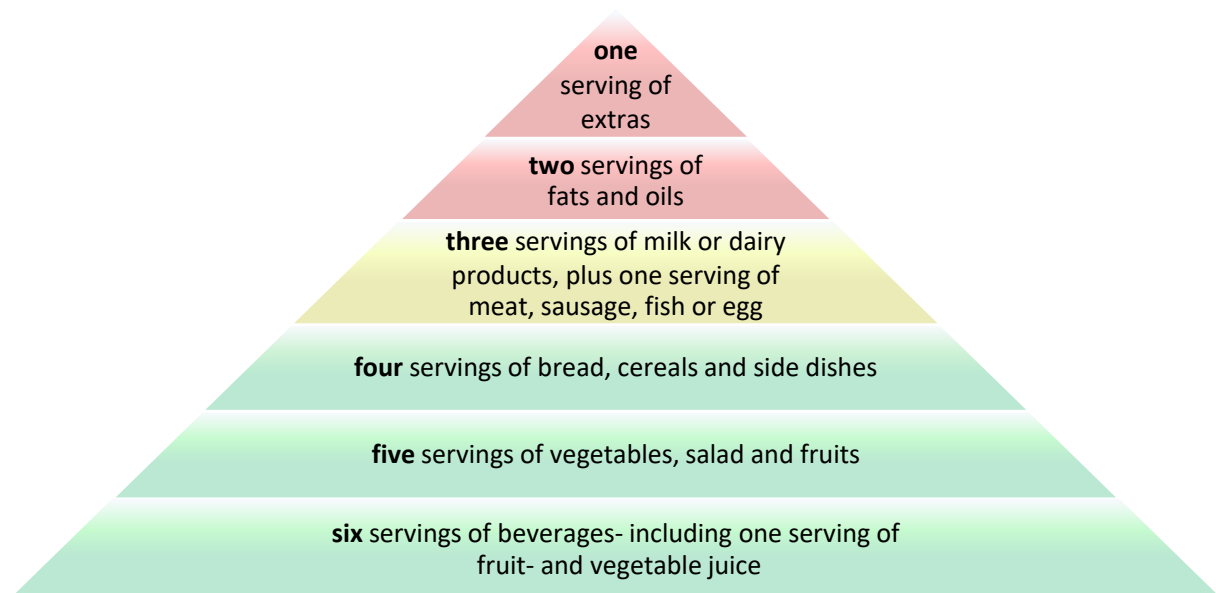 one
serving of
extras
two servings of
fats and oils
three servings of milk or dairy
products, plus one serving of
meat, sausage, fish or egg
four servings of bread, cereals and side dishes
five servings of vegetables, salad and fruits
six servings of beverages- including one serving of
fruit- and vegetable juice